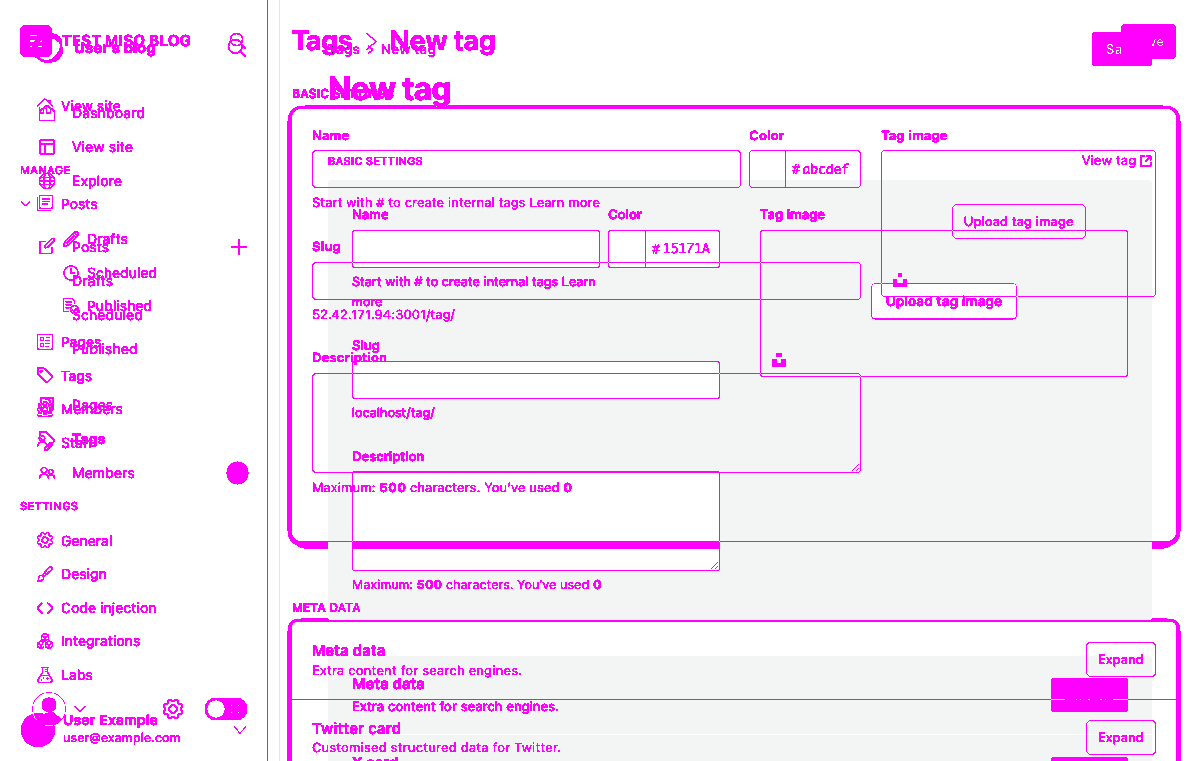 TEST MISO BLOG
User's blog
View site
Dashboard
View site
MANAGE
Explore
Posts
Drafts
Posts
Scheduled
Drafts
Published
Scheduled
Pages
Published
Tags
Pages
Members
Tags
Staff
Members
SETTINGS
General
Design
Code injection
Integrations
Labs
User Example
user@example.com
Tags > New tag
Tags > New tag
New tag
BASIC SETTINGS
View tag
Name
Color
Tag image
#abcdef
Start with # to create internal tags Learn more
Upload tag image
Slug
52.42.171.94:3001/tag/
Description
Maximum: 500 characters. You've used 0
Name
Color
Tag image
#15171A
Start with # to create internal tags Learn
more
Upload tag image
Slug
localhost/tag/
Description
Maximum: 500 characters. You've used 0
META DATA
Meta data
Extra content for search engines.
Expand
Meta data
Extra content for search engines.
Twitter card
Customised structured data for Twitter.
Expand
X card